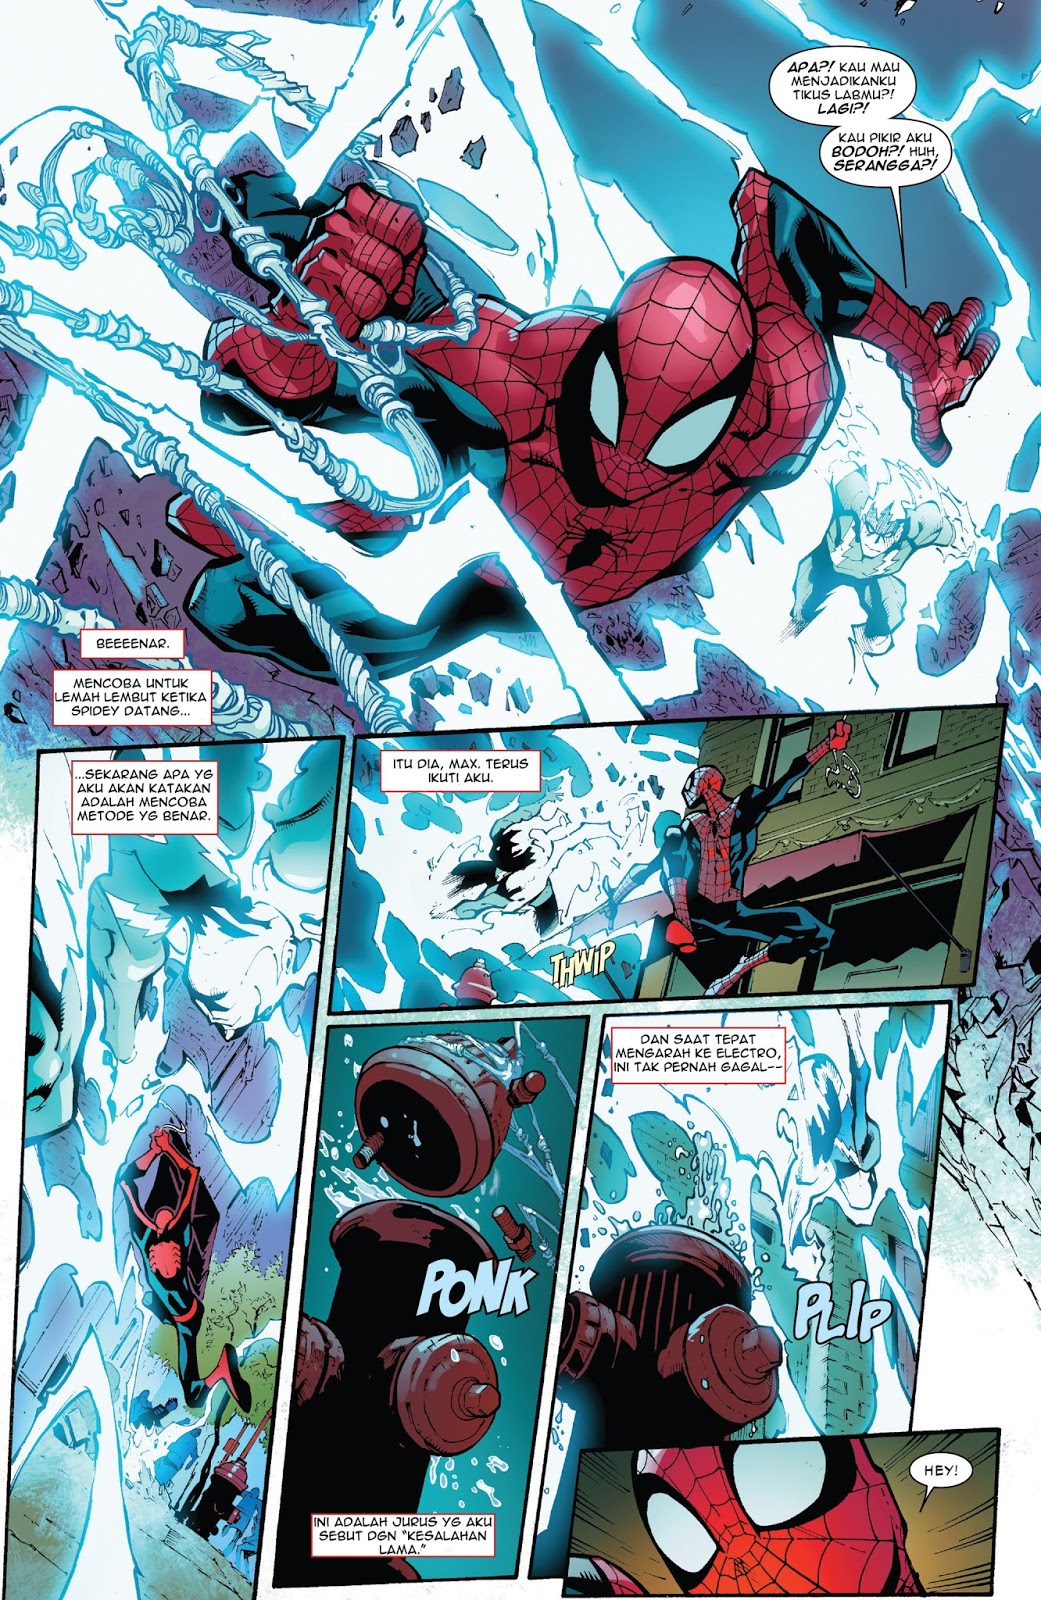 APA?! KAU MAU
MENJADIKANKU
TIKUS LABMU?!
LAGI?!
KAU PIKIR AKU
BODOH?! HUH,
SERANGGA?!
BEEEENAR.
MENCOBA UNTUK
LEMAH LEMBUT KETIKA
SPIDEY DATANG...
...SEKARANG APA YG
AKU AKAN KATAKAN
ADALAH MENCOBA
METODE YG BENAR.
ITU DIA, MAX. TERUS
IKUTI AKU.
THWIP
PONK
INI ADALAH JURUS YG AKU
SEBUT DGN “KESALAHAN
LAMA.”
DAN SAAT TEPAT
MENGARAH KE ELECTRO,
INI TAK PERNAH GAGAL--
PLIP
HEY!